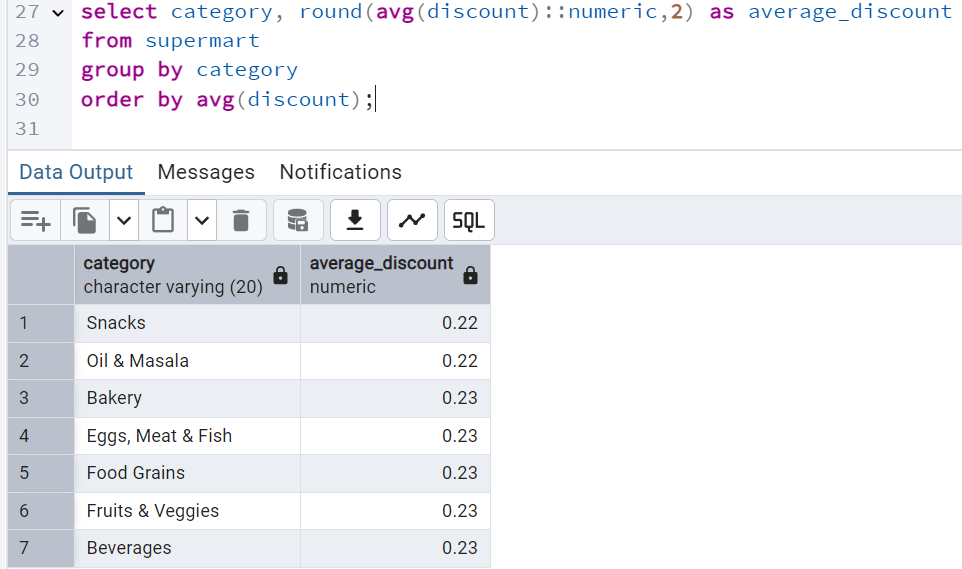 27 select category, round(avg(discount)::numeric,2) as average_discount
28 from supermart
29 group by category
30 order by avg(discount);
31
Data Output Messages Notifications
SQL
category average_discount
character varying (20) numeric
1 Snacks 0.22
2 Oil & Masala 0.22
3 Bakery 0.23
4 Eggs, Meat & Fish 0.23
5 Food Grains 0.23
6 Fruits & Veggies 0.23
7 Beverages 0.23